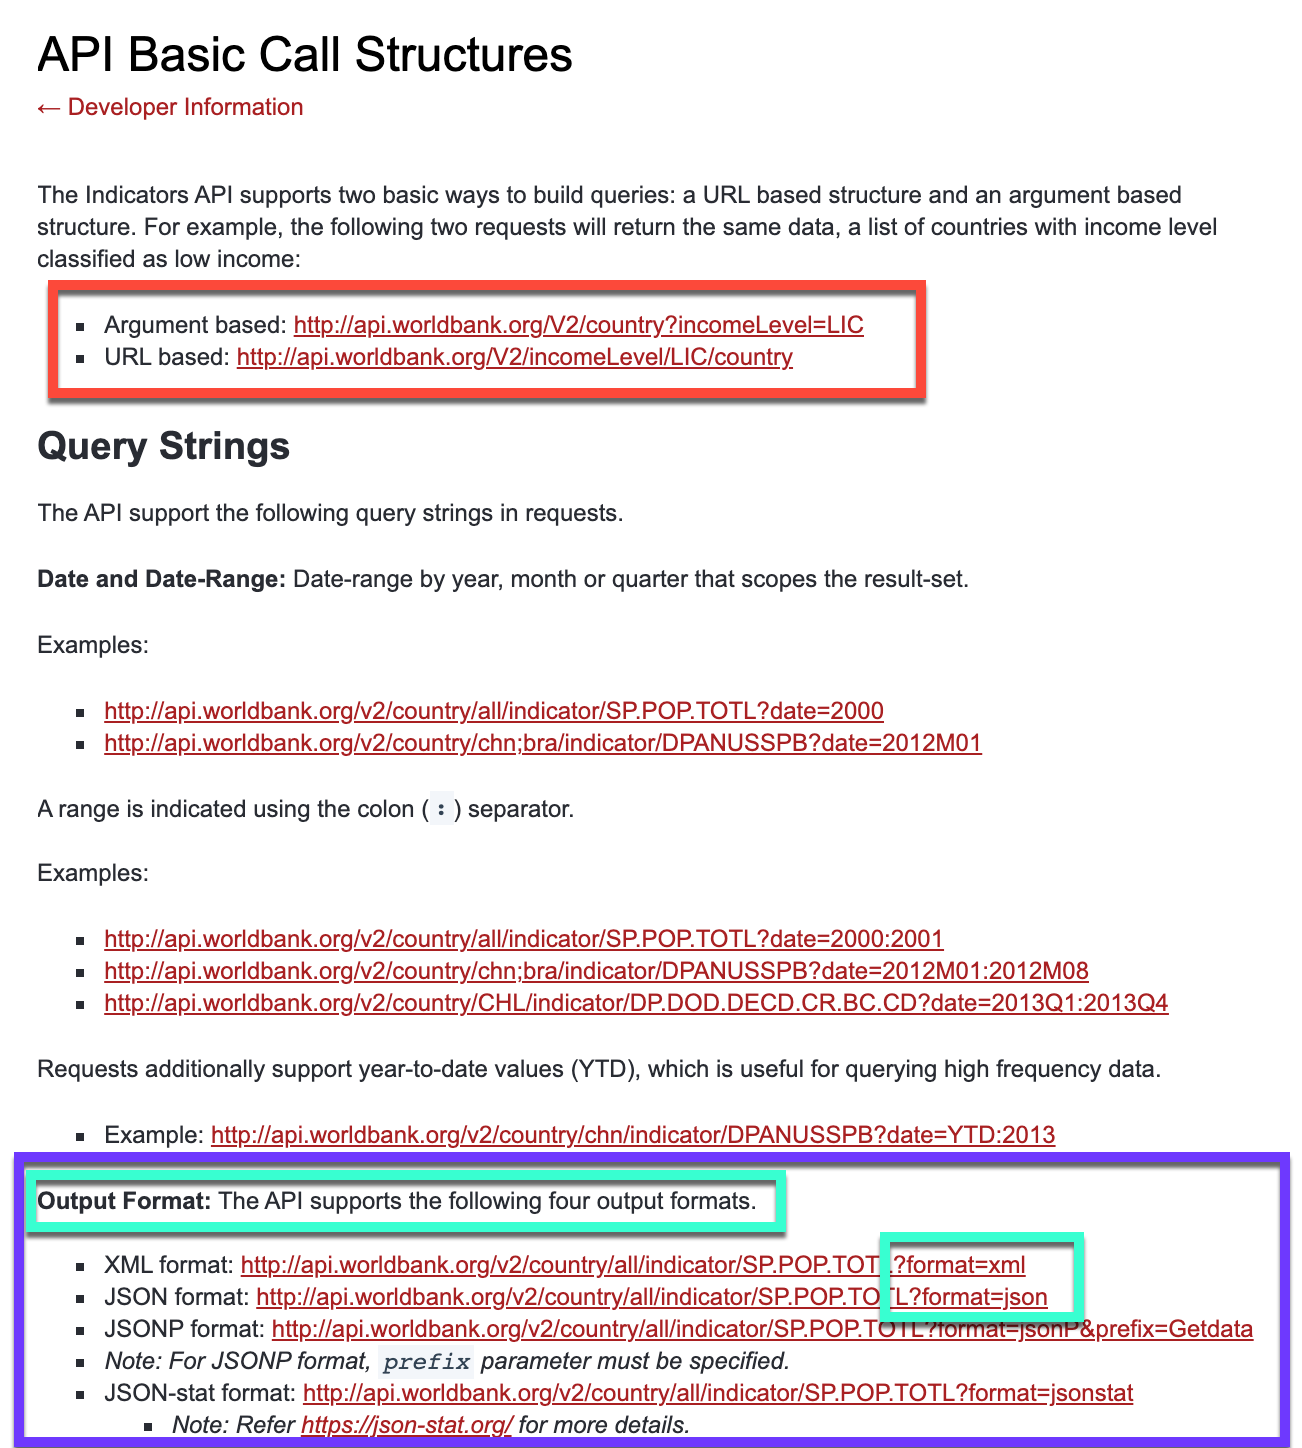 API Basic Call Structures
← Developer Information
The Indicators API supports two basic ways to build queries: a URL based structure and an argument based
structure. For example, the following two requests will return the same data, a list of countries with income level
classified as low income:
▪ Argument based: http://api.worldbank.org/V2/country?incomeLevel=LIC
▪ URL based: http://api.worldbank.org/V2/incomeLevel/LIC/country
Query Strings
The API support the following query strings in requests.
Date and Date-Range: Date-range by year, month or quarter that scopes the result-set.
Examples:
▪ http://api.worldbank.org/v2/country/all/indicator/SP.POP.TOTL?date=2000
▪ http://api.worldbank.org/v2/country/chn;bra/indicator/DPANUSSPB?date=2012M01
A range is indicated using the colon ( : ) separator.
Examples:
▪ http://api.worldbank.org/v2/country/all/indicator/SP.POP.TOTL?date=2000:2001
▪ http://api.worldbank.org/v2/country/chn;bra/indicator/DPANUSSPB?date=2012M01:2012M08
▪ http://api.worldbank.org/v2/country/CHL/indicator/DP.DOD.DECD.CR.BC.CD?date=2013Q1:2013Q4
Requests additionally support year-to-date values (YTD), which is useful for querying high frequency data.
▪ Example: http://api.worldbank.org/v2/country/chn/indicator/DPANUSSPB?date=YTD:2013
Output Format: The API supports the following four output formats.
▪ XML format: http://api.worldbank.org/v2/country/all/indicator/SP.POP.TOTL?format=xml
▪ JSON format: http://api.worldbank.org/v2/country/all/indicator/SP.POP.TOTL?format=json
▪ JSONP format: http://api.worldbank.org/v2/country/all/indicator/SP.POP.TOTL?format=jsonP&prefix=Getdata
▪ Note: For JSONP format, prefix parameter must be specified.
▪ JSON-stat format: http://api.worldbank.org/v2/country/all/indicator/SP.POP.TOTL?format=jsonstat
▪ Note: Refer https://json-stat.org/ for more details.